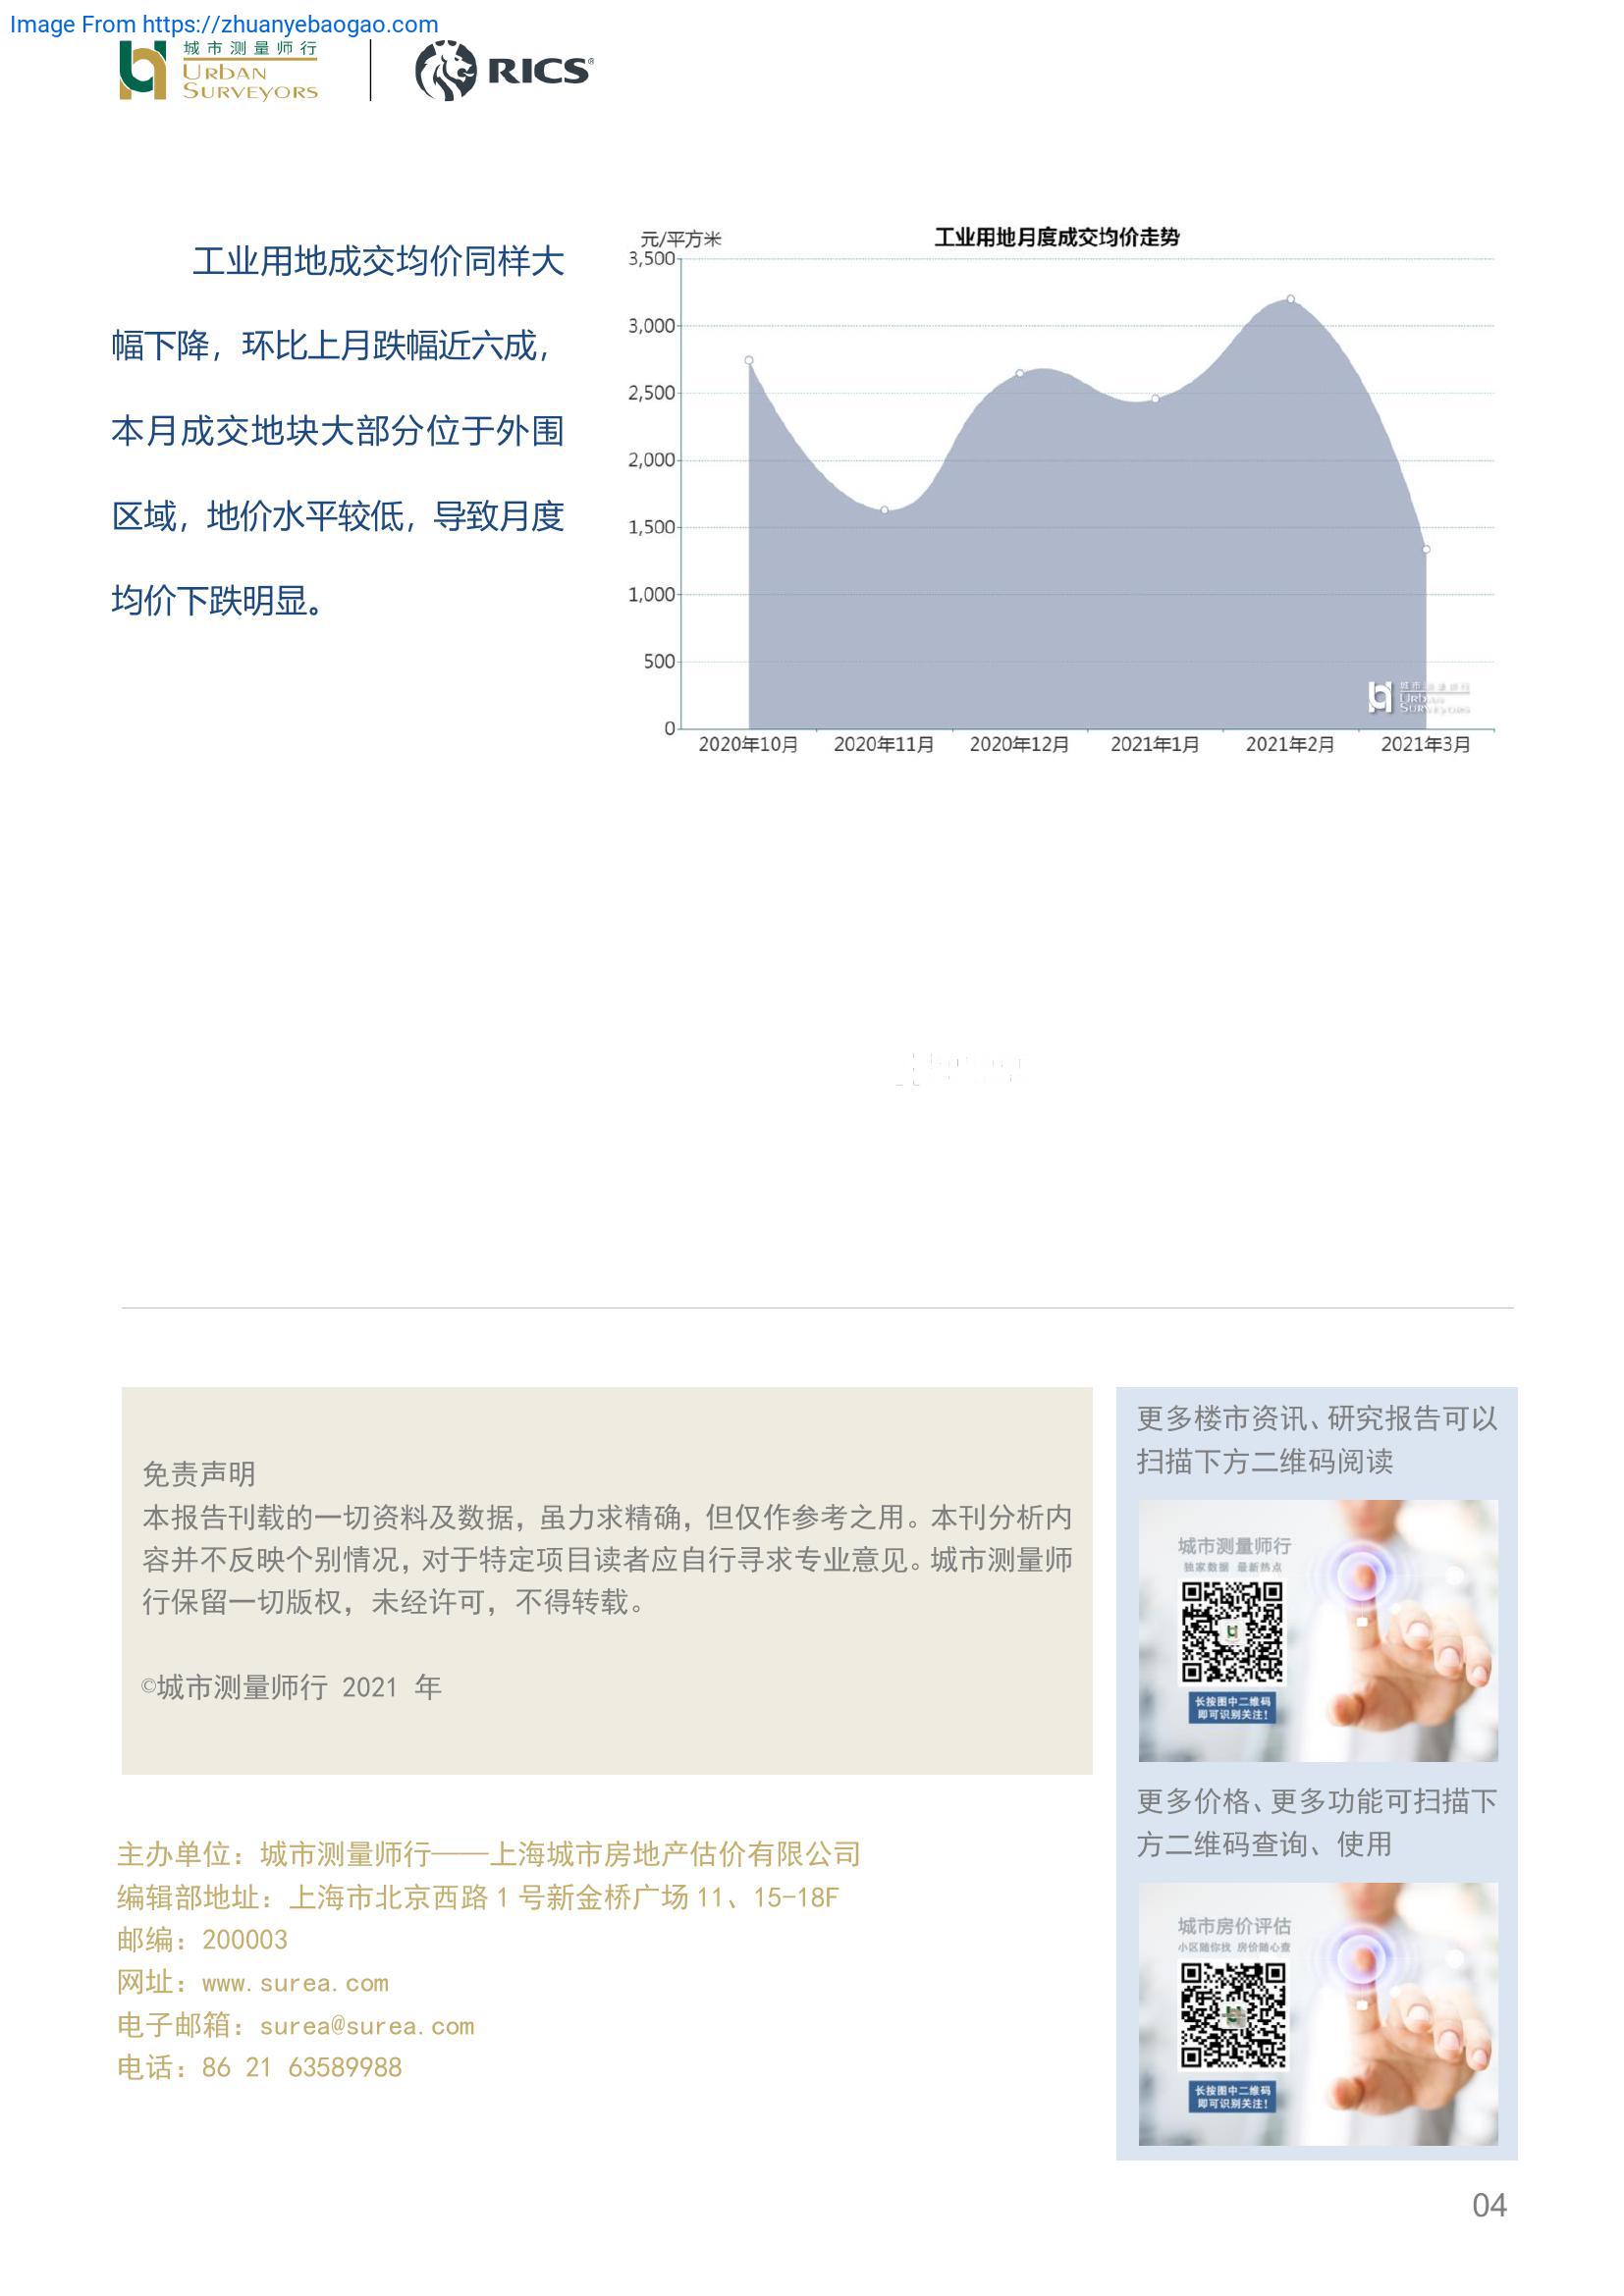 Image From https://zhuanyebaogao.com
城市测量师行
URBAN
SURVEYORS
RICS®
工业用地成交均价同样大
幅下降，环比上月跌幅近六成，
本月成交地块大部分位于外围
区域，地价水平较低，导致月度
均价下跌明显。
工业用地月度成交均价走势
元/平方米
3,500
3,000
2,500
2,000
1,500
1,000
500
0
2020年10月 2020年11月 2020年12月 2021年1月 2021年2月 2021年3月
城市测量师行
URBAN
SURVEYORS
免责声明
本报告刊载的一切资料及数据，虽力求精确，但仅作参考之用。本刊分析内
容并不反映个别情况，对于特定项目读者应自行寻求专业意见。城市测量师
行保留一切版权，未经许可，不得转载。
©城市测量师行 2021 年
主办单位：城市测量师行——上海城市房地产估价有限公司
编辑部地址：上海市北京西路 1 号新金桥广场 11、15-18F
邮编：200003
网址：www.surea.com
电子邮箱：surea@surea.com
电话：86 21 63589988
更多楼市资讯、研究报告可以
扫描下方二维码阅读
城市测量师行
独家数据 最新热点
长按图中二维码
即可识别关注！
更多价格、更多功能可扫描下
方二维码查询、使用
城市房价评估
小区随你找 房价随心查
长按图中二维码
即可识别关注！
04